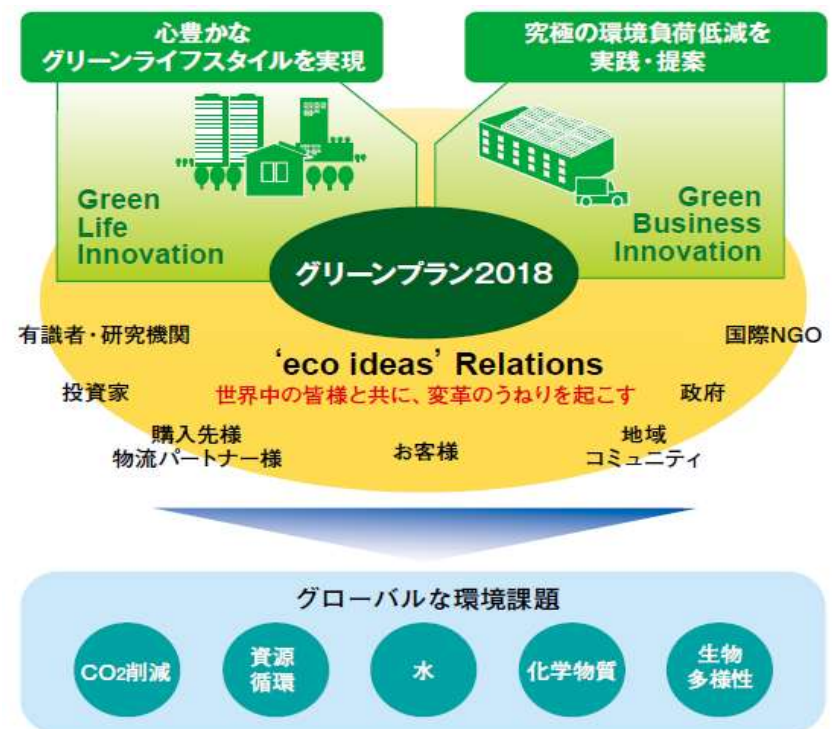 心豊かな
グリーンライフスタイルを実現
究極の環境負荷低減を
実践・提案
Green
Life
Innovation
Green
Business
Innovation
グリーンプラン2018
有識者・研究機関
国際NGO
‘eco ideas’ Relations
投資家
世界中の皆様と共に、変革のうねりを起こす
政府
購入先様
物流パートナー様
お客様
地域
コミュニティ
グローバルな環境課題
CO2削減
資源
循環
水
化学物質
生物
多様性